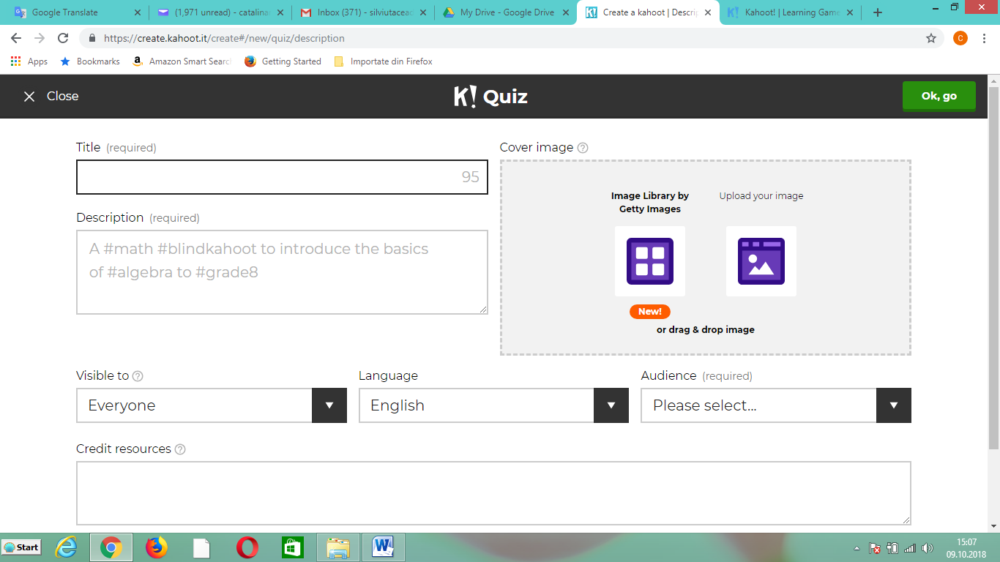 Google Translate
(1,971 unread) - catalinar
Inbox (371) - silviutacead
My Drive - Google Drive
Create a kahoot | Descrip
Kahoot! | Learning Game
https://create.kahoot.it/create#/new/quiz/description
C
Apps
Bookmarks
Amazon Smart Search
Getting Started
Importate din Firefox
Close
K! Quiz
Ok, go
Title (required)
95
Cover image ?
Image Library by
Getty Images
New!
Upload your image
or drag & drop image
Description (required)
A #math #blindkahoot to introduce the basics
of #algebra to #grade8
Visible to ?
Everyone
Language
English
Audience (required)
Please select...
Credit resources ?
Start
15:07
09.10.2018